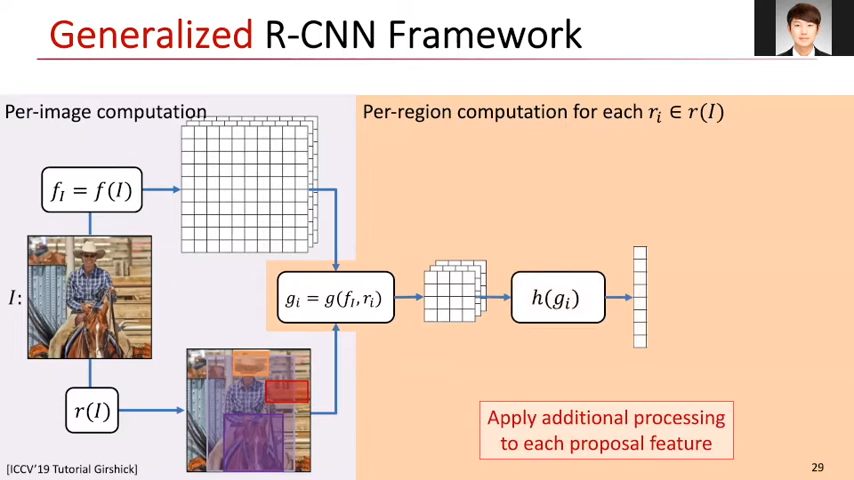 Generalized R-CNN Framework
Per-image computation
Per-region computation for each rᵢ ∈ r(I)
f_I = f(I)
I:
gᵢ = g(f_I, rᵢ)
h(gᵢ)
r(I)
Apply additional processing
to each proposal feature
[ICCV'19 Tutorial Girshick]
29